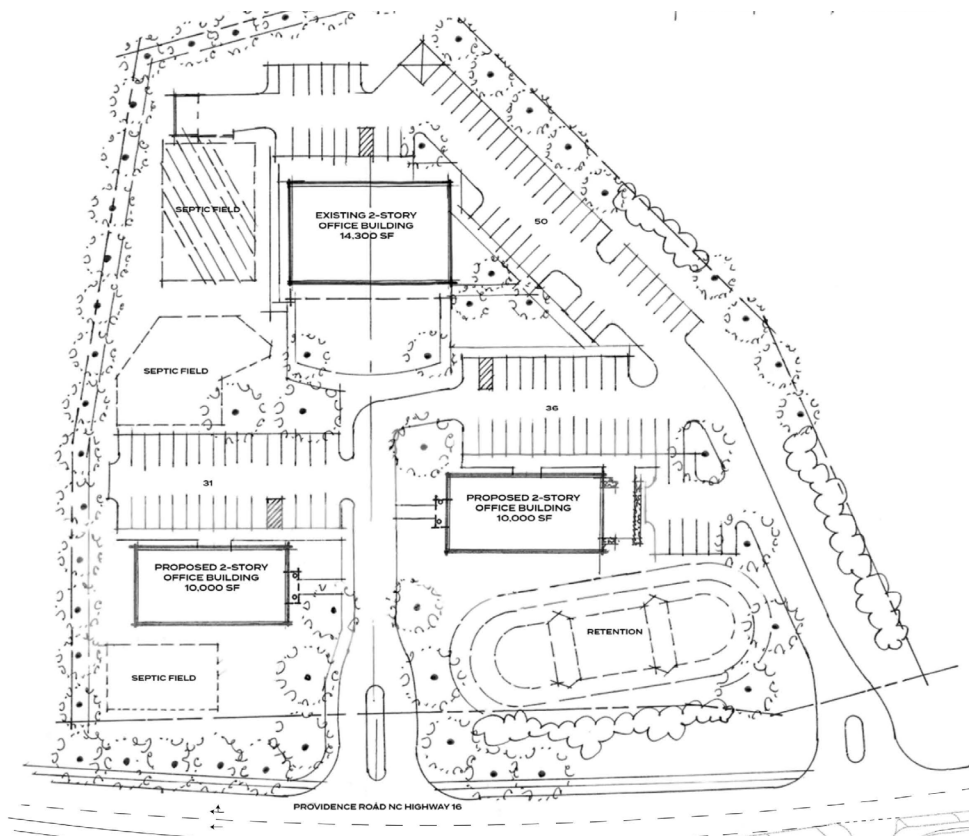 SEPTIC FIELD
EXISTING 2-STORY
OFFICE BUILDING
14,300 SF
50
SEPTIC FIELD
36
31
PROPOSED 2-STORY
OFFICE BUILDING
10,000 SF
PROPOSED 2-STORY
OFFICE BUILDING
10,000 SF
RETENTION
SEPTIC FIELD
PROVIDENCE ROAD NC HIGHWAY 16